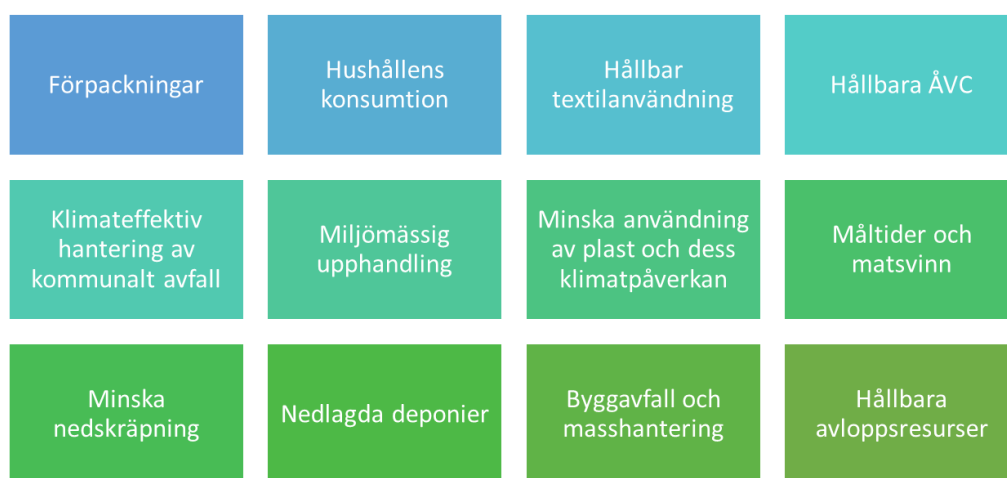 Förpackningar
Hushållens
konsumtion
Hållbar
textilanvändning
Hållbara ÅVC
Klimateffektiv
hantering av
kommunalt avfall
Miljömässig
upphandling
Minska användning
av plast och dess
klimatpåverkan
Måltider och
matsvinn
Minska
nedskräpning
Nedlagda deponier
Byggavfall och
masshantering
Hållbara
avloppsresurser